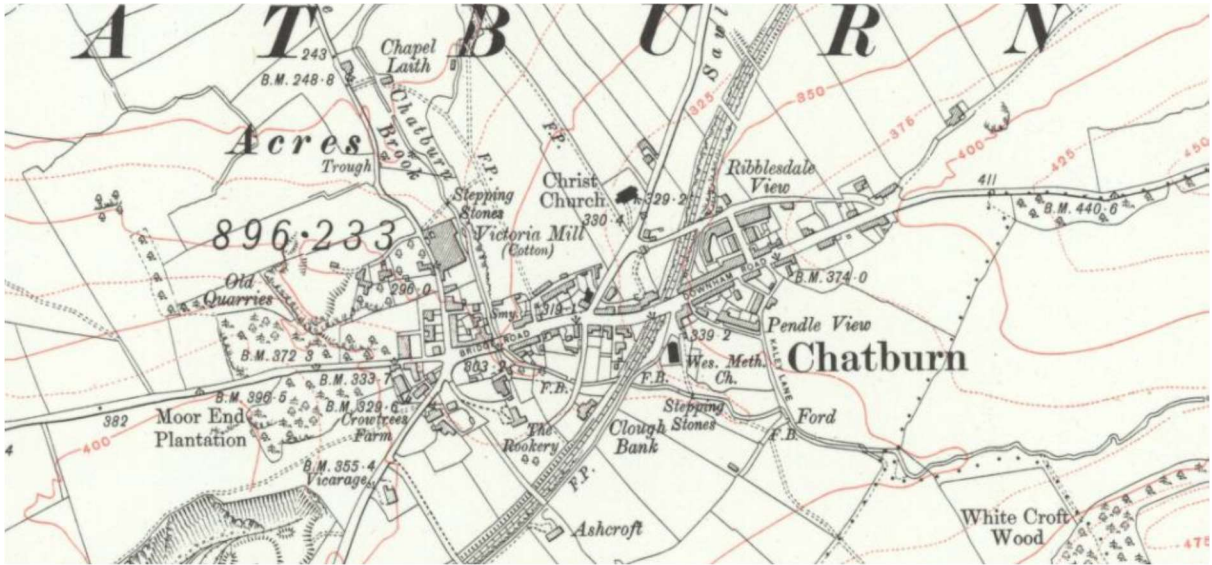 A T B U R N
243
B.M. 248·8
Chapel
Laith
Chatburn
Brook
F.P.
F.P.
325
350
375
400
425
450
Acres
Trough
Stepping
Stones
Christ
Church
329·2
330·4
Ribblesdale
View
411
B.M. 440·6
896·233
Victoria Mill
(Cotton)
Old
Quarries
296·0
Smy.
319
DOWNHAM ROAD
B.M. 374·0
BRIDGE ROAD
339·2
Pendle View
B.M. 372·3
B.M. 333·7
303·2
F.B.
F.B.
Wes. Meth.
Ch.
KALEY LANE
Chatburn
382
B.M. 396·5
B.M. 329·6
Crowtrees
Farm
Moor End
Plantation
400
The
Rookery
Clough
Bank
Stepping
Stones
Ford
F.B.
B.M. 355·4
Vicarage
F.P.
Ashcroft
White Croft
Wood
475